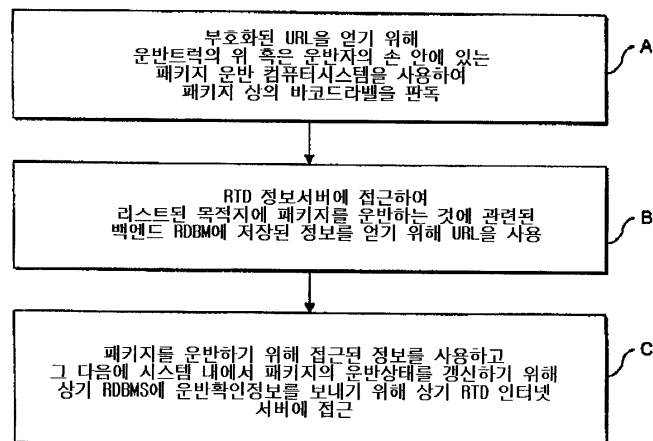 부호화된 URL을 얻기 위해
운반트럭의 위 혹은 운반자의 손 안에 있는
패키지 운반 컴퓨터시스템을 사용하여
패키지 상의 바코드라벨을 판독
A
RTD 정보서버에 접근하여
리스트된 목적지에 패키지를 운반하는 것에 관련된
백엔드 RDBM에 저장된 정보를 얻기 위해 URL을 사용
B
패키지를 운반하기 위해 접근된 정보를 사용하고
그 다음에 시스템 내에서 패키지의 운반상태를 갱신하기 위해
상기 RDBMS에 운반확인정보를 보내기 위해 상기 RTD 인터넷
서버에 접근
C